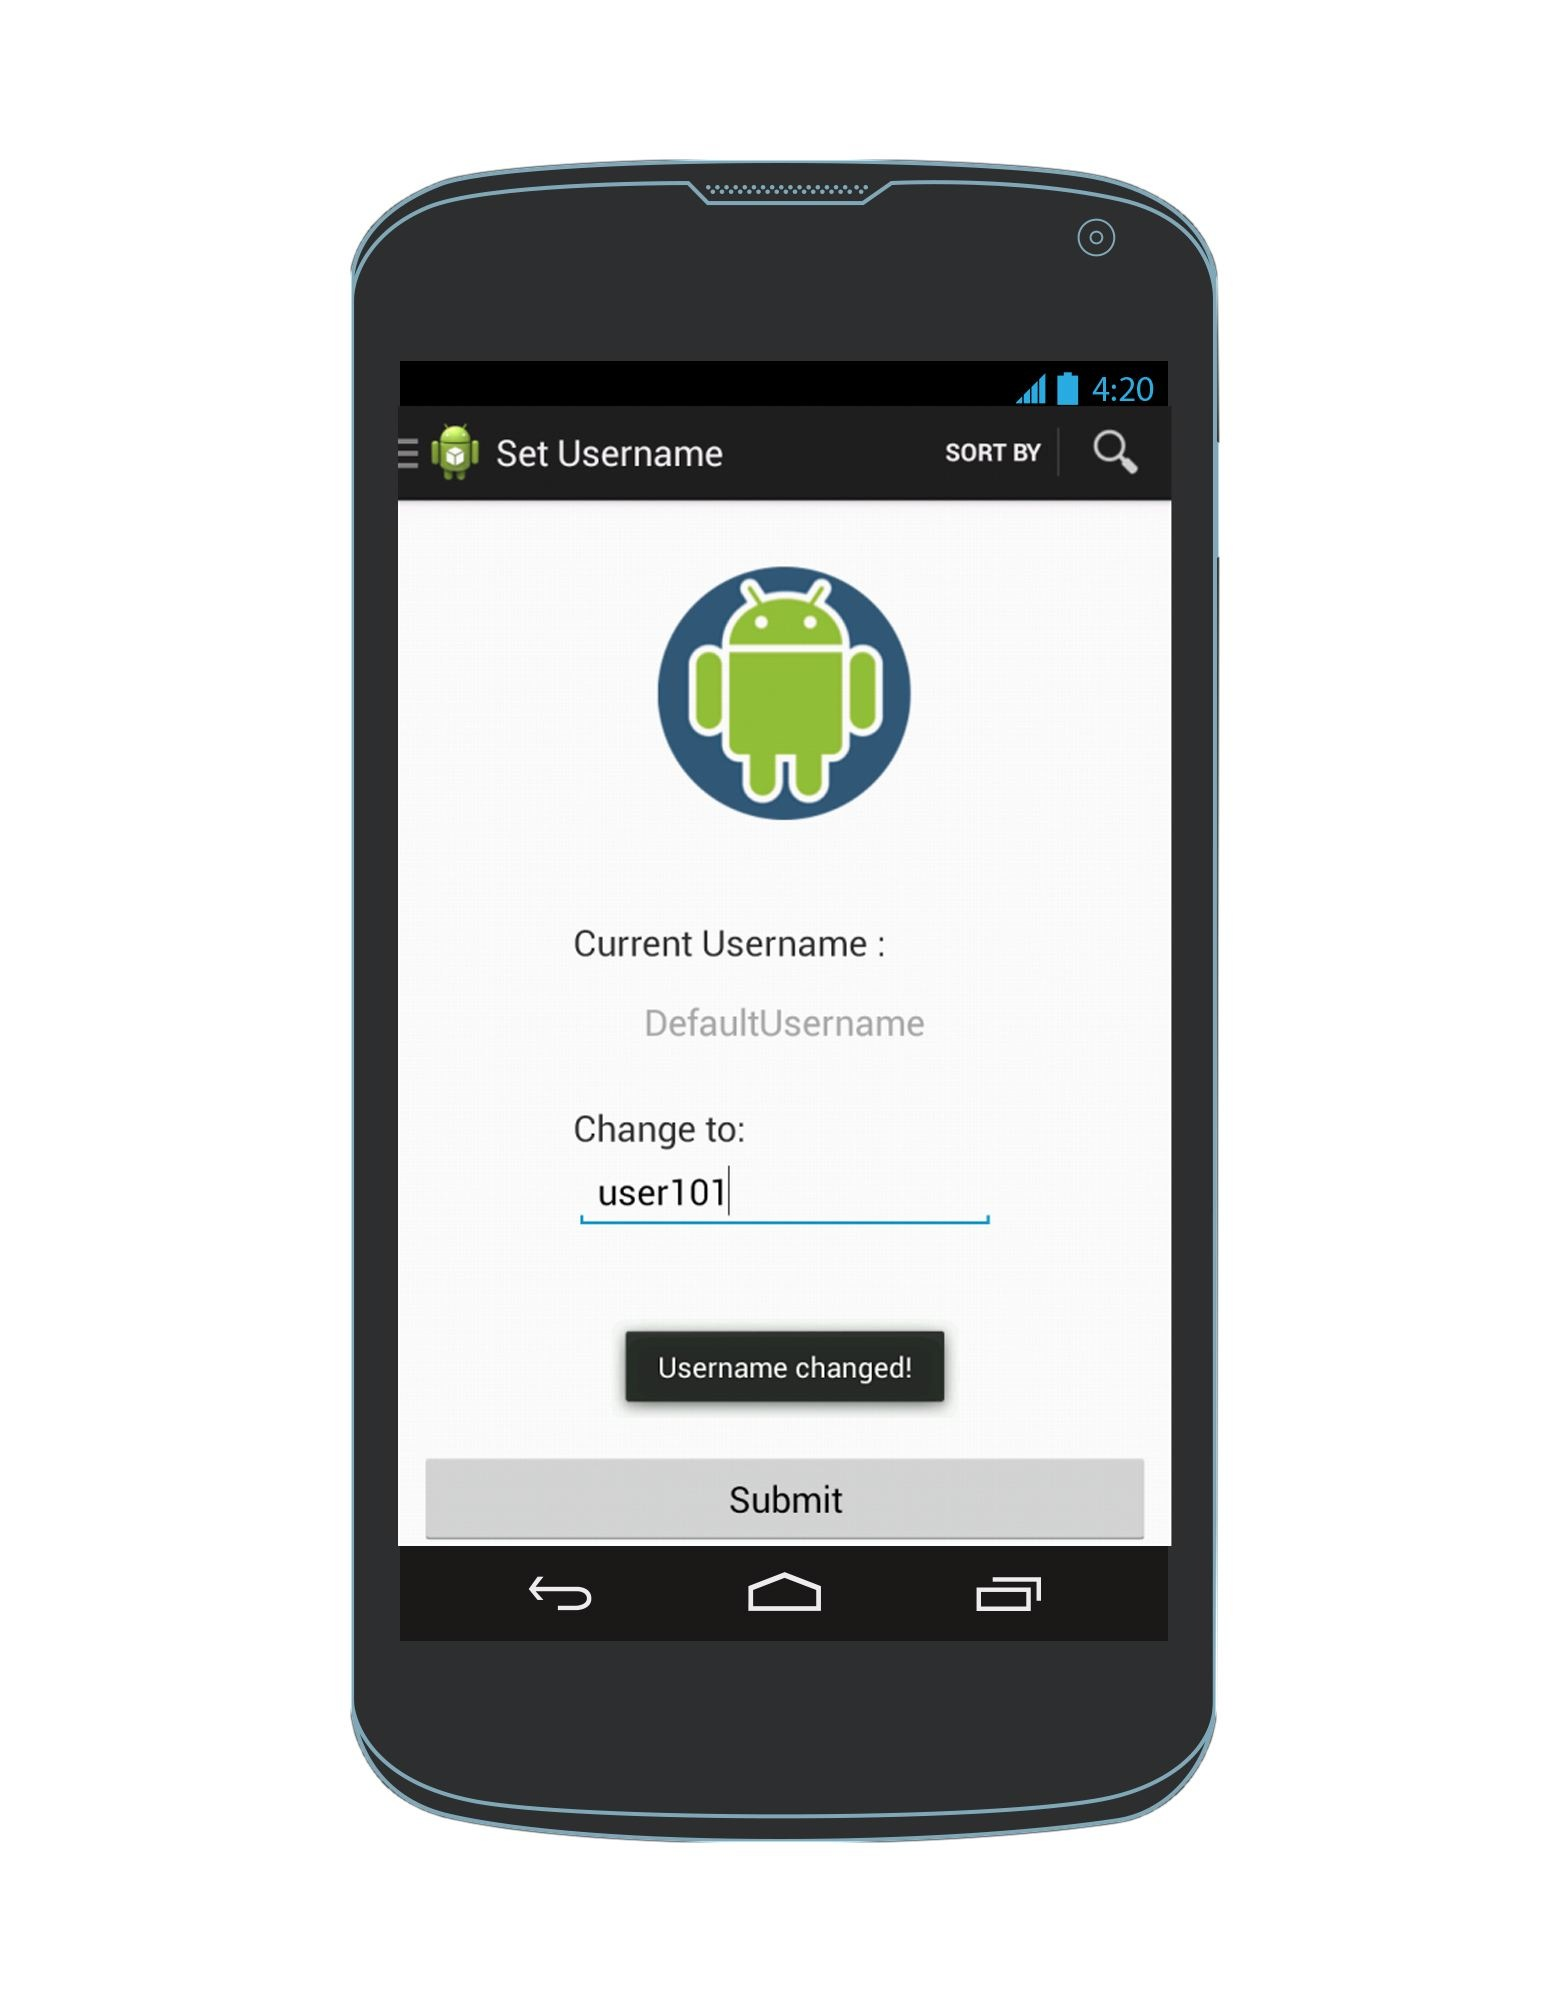 4:20
Set Username SORT BY
Current Username :
DefaultUsername
Change to:
user101
Username changed!
Submit